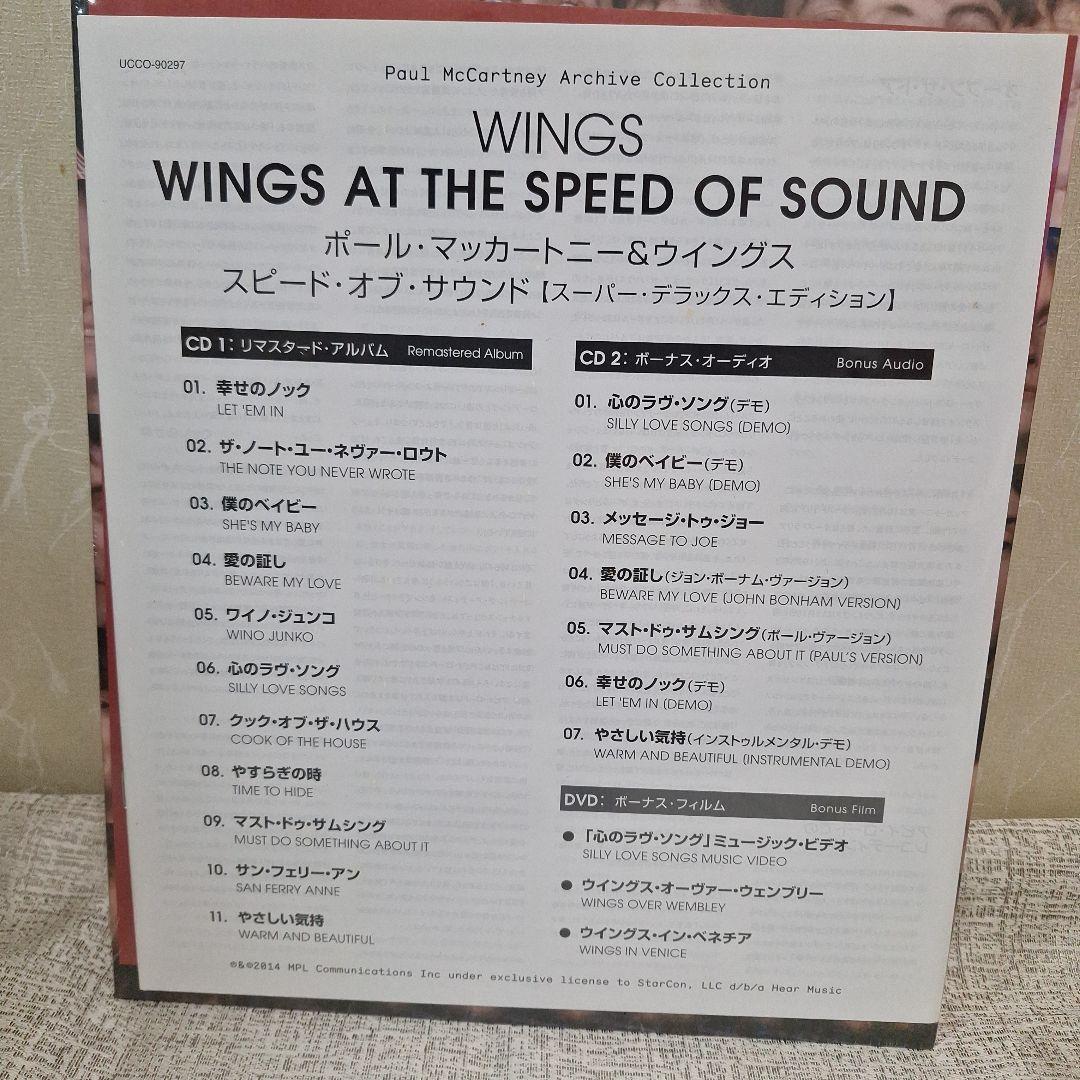 UCCO-90297
Paul McCartney Archive Collection
WINGS
WINGS AT THE SPEED OF SOUND
ポール・マッカートニー&ウイングス
スピード・オブ・サウンド【スーパー・デラックス・エディション】
CD 1：リマスタード・アルバム Remastered Album
01. 幸せのノック
LET 'EM IN
02. ザ・ノート・ユー・ネヴァー・ロウト
THE NOTE YOU NEVER WROTE
03. 僕のベイビー
SHE'S MY BABY
04. 愛の証し
BEWARE MY LOVE
05. ワイノ・ジュンコ
WINO JUNKO
06. 心のラヴ・ソング
SILLY LOVE SONGS
07. クック・オブ・ザ・ハウス
COOK OF THE HOUSE
08. やすらぎの時
TIME TO HIDE
09. マスト・ドゥ・サムシング
MUST DO SOMETHING ABOUT IT
10. サン・フェリー・アン
SAN FERRY ANNE
11. やさしい気持
WARM AND BEAUTIFUL
CD 2：ボーナス・オーディオ Bonus Audio
01. 心のラヴ・ソング（デモ）
SILLY LOVE SONGS (DEMO)
02. 僕のベイビー（デモ）
SHE'S MY BABY (DEMO)
03. メッセージ・トゥ・ジョー
MESSAGE TO JOE
04. 愛の証し（ジョン・ボーナム・ヴァージョン）
BEWARE MY LOVE (JOHN BONHAM VERSION)
05. マスト・ドゥ・サムシング（ポール・ヴァージョン）
MUST DO SOMETHING ABOUT IT (PAUL'S VERSION)
06. 幸せのノック（デモ）
LET 'EM IN (DEMO)
07. やさしい気持（インストゥルメンタル・デモ）
WARM AND BEAUTIFUL (INSTRUMENTAL DEMO)
DVD：ボーナス・フィルム Bonus Film
● 「心のラヴ・ソング」ミュージック・ビデオ
SILLY LOVE SONGS MUSIC VIDEO
● ウイングス・オーヴァー・ウェンブリー
WINGS OVER WEMBLEY
● ウイングス・イン・ベネチア
WINGS IN VENICE
℗&©2014 MPL Communications Inc under exclusive license to StarCon, LLC d/b/a Hear Music